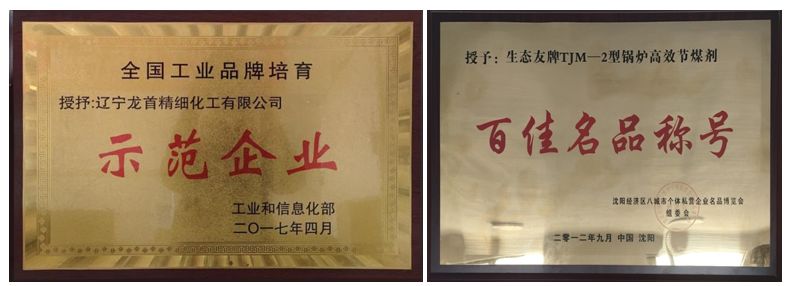 全国工业品牌培育
授予:辽宁龙首精细化工有限公司
示范企业
工业和信息化部
二〇一七年四月
授予：生态友牌TJM—2型锅炉高效节煤剂
百佳名品称号
沈阳经济区八城市个体私营企业名品博览会
组委会
二零一二年九月 中国 沈阳